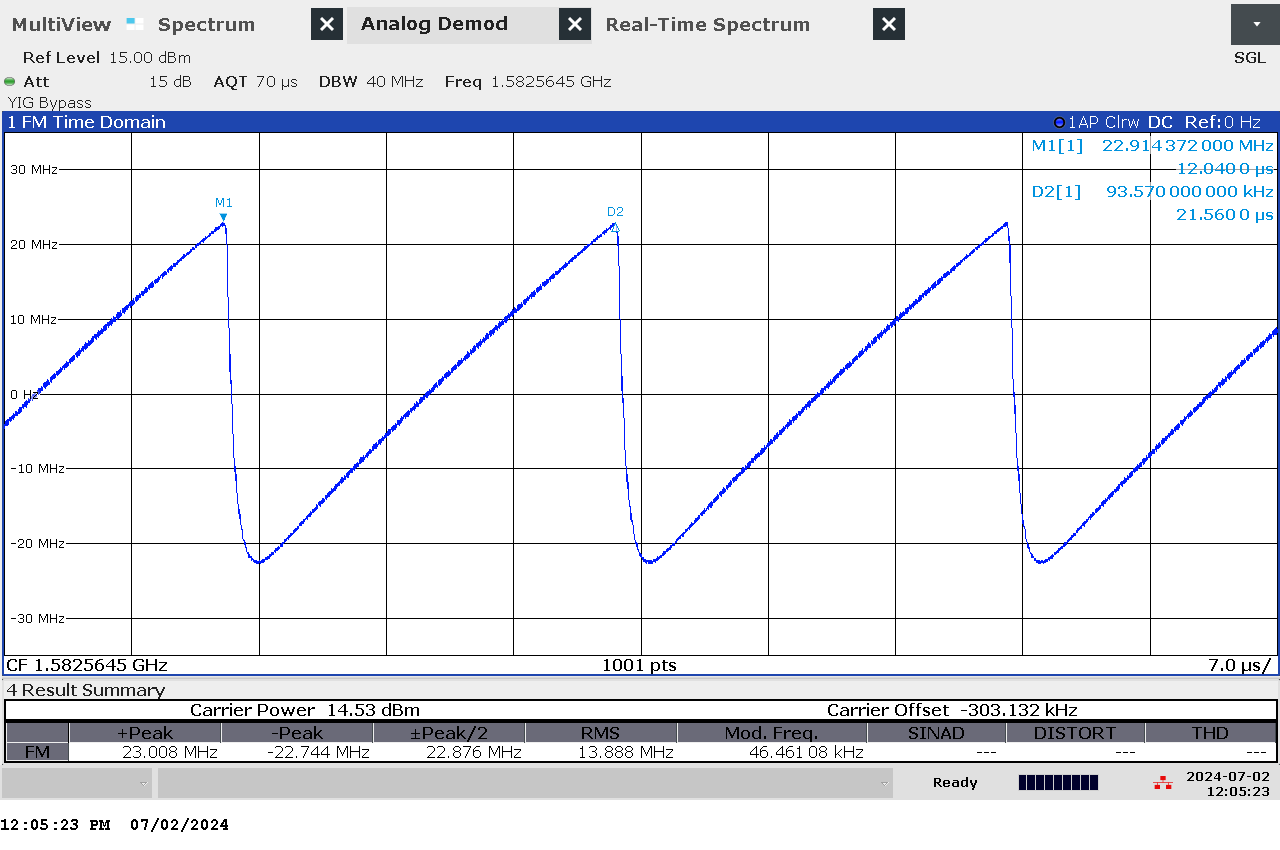 MultiView Spectrum Analog Demod Real-Time Spectrum
Ref Level 15.00 dBm SGL
Att 15 dB AQT 70 µs DBW 40 MHz Freq 1.5825645 GHz
YIG Bypass
1 FM Time Domain 1AP Clrw DC Ref:0 Hz
M1[1] 22.914 372 000 MHz
12.040 0 µs
D2[1] 93.570 000 000 kHz
21.560 0 µs
30 MHz
M1
D2
20 MHz
10 MHz
0 Hz
-10 MHz
-20 MHz
-30 MHz
CF 1.5825645 GHz 1001 pts 7.0 µs/
4 Result Summary
Carrier Power 14.53 dBm Carrier Offset -303.132 kHz
+Peak -Peak ±Peak/2 RMS Mod. Freq. SINAD DISTORT THD
FM 23.008 MHz -22.744 MHz 22.876 MHz 13.888 MHz 46.461 08 kHz --- --- ---
Ready 2024-07-02
12:05:23
12:05:23 PM 07/02/2024